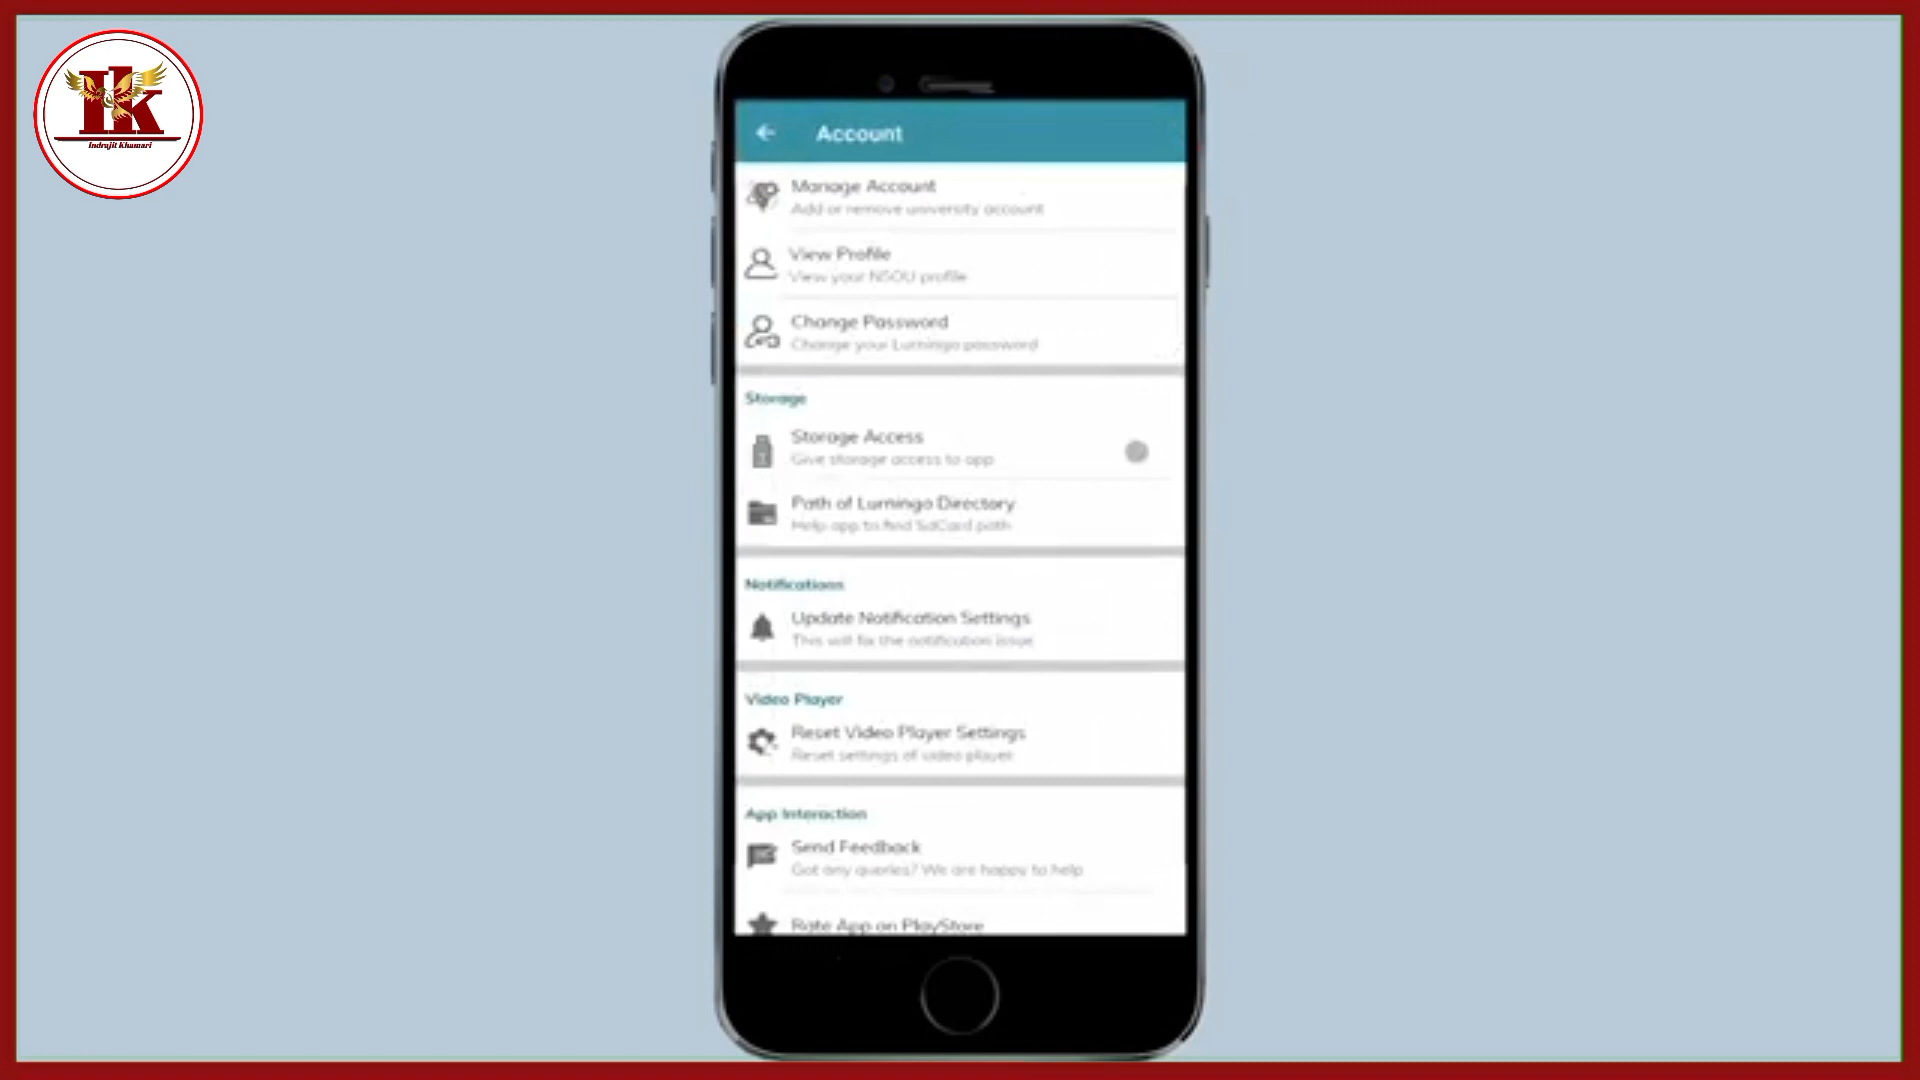 IK
Indrajit Khamari
Account
Manage Account
Add or remove university account
View Profile
View your NSOU profile
Change Password
Change your Lurningo password
Storage
Storage Access
Give storage access to app
Path of Lurningo Directory
Help app to find SdCard path
Notifications
Update Notification Settings
This will fix the notification issue
Video Player
Reset Video Player Settings
Reset settings of video player
App Interaction
Send Feedback
Got any queries? We are happy to help
Rate App on PlayStore